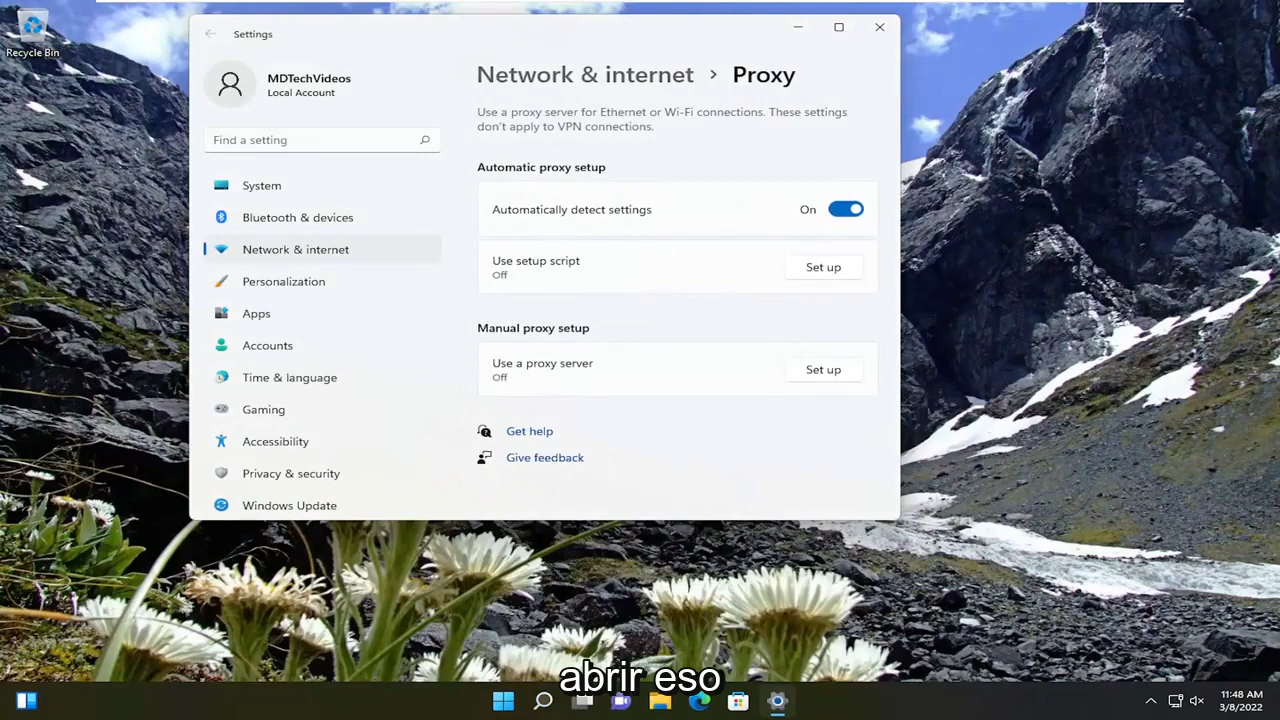 Recycle Bin
Settings
MDTechVideos
Local Account
Find a setting
System
Bluetooth & devices
Network & internet
Personalization
Apps
Accounts
Time & language
Gaming
Accessibility
Privacy & security
Windows Update
Network & internet › Proxy
Use a proxy server for Ethernet or Wi-Fi connections. These settings
don't apply to VPN connections.
Automatic proxy setup
Automatically detect settings On
Use setup script
Off
Set up
Manual proxy setup
Use a proxy server
Off
Set up
Get help
Give feedback
abrir eso
11:48 AM
3/8/2022